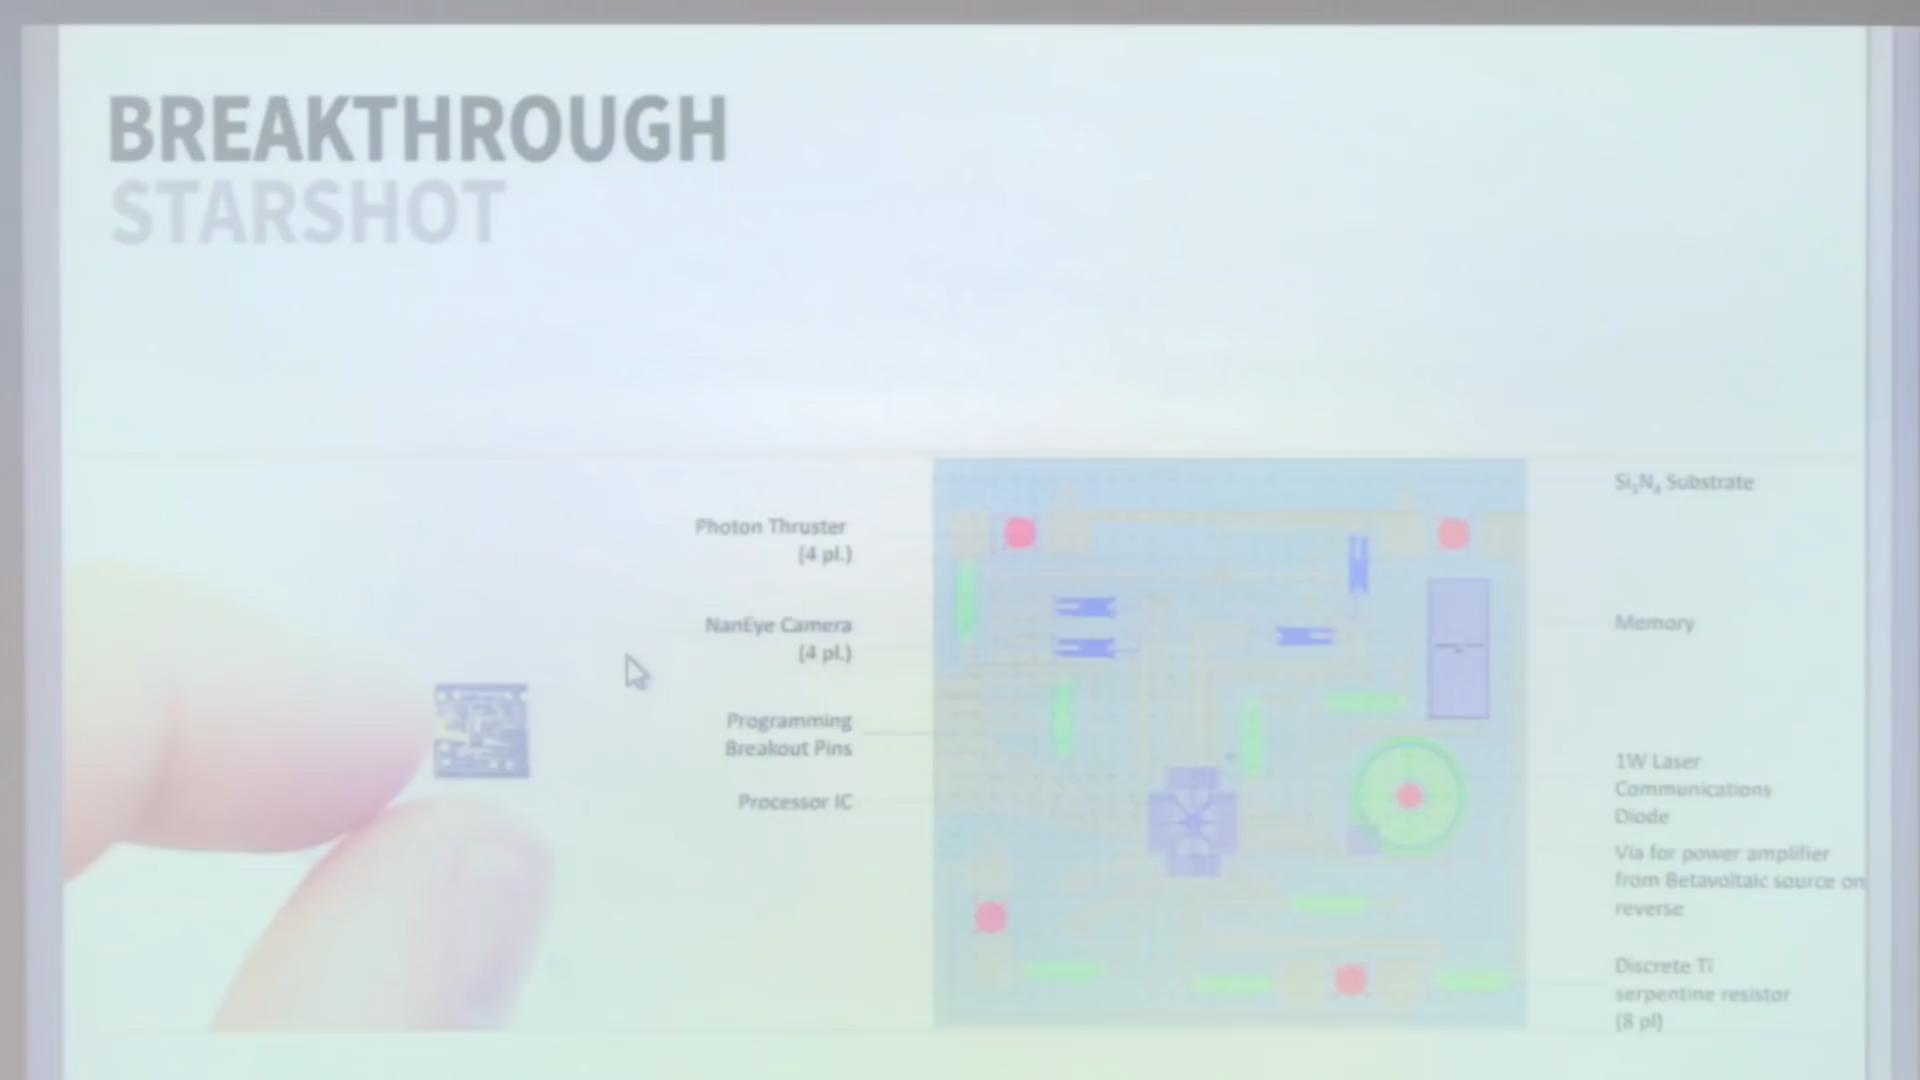 BREAKTHROUGH
STARSHOT
Photon Thruster
(4 pl.)
NanEye Camera
(4 pl.)
Programming
Breakout Pins
Processor IC
Si₃N₄ Substrate
Memory
1W Laser
Communications
Diode
Via for power amplifier
from Betavoltaic source on
reverse
Discrete Ti
serpentine resistor
(8 pl)